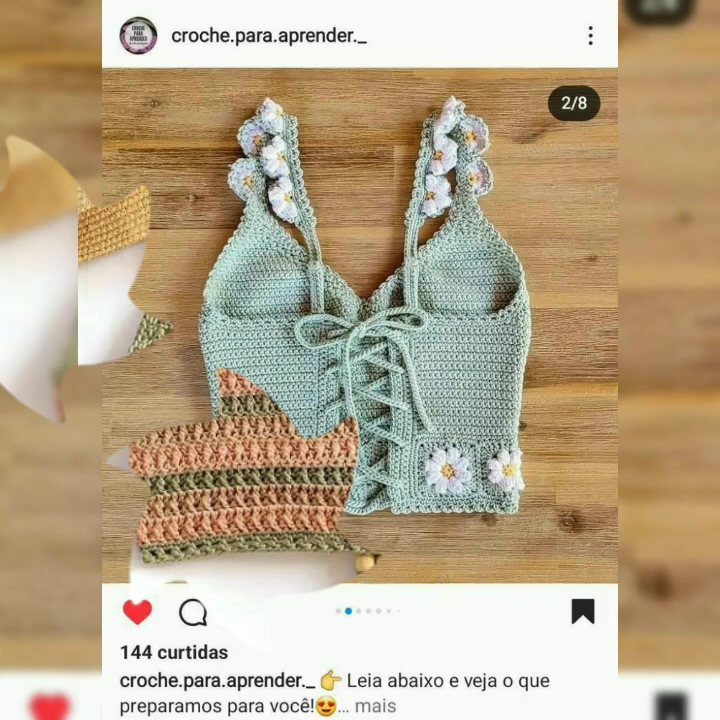 croche.para.aprender._
2/8
144 curtidas
croche.para.aprender._ 👉 Leia abaixo e veja o que
preparamos para você!😍... mais